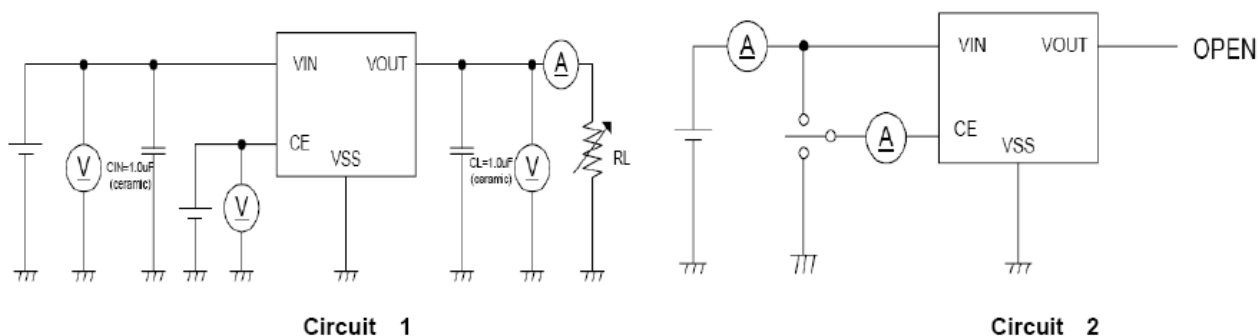 VIN VOUT
A
V
CIN=1.0uF
(ceramic)
CE
V
VSS
CL=1.0uF
(ceramic)
V
RL
Circuit 1
A
VIN VOUT
OPEN
A
CE
VSS
Circuit 2